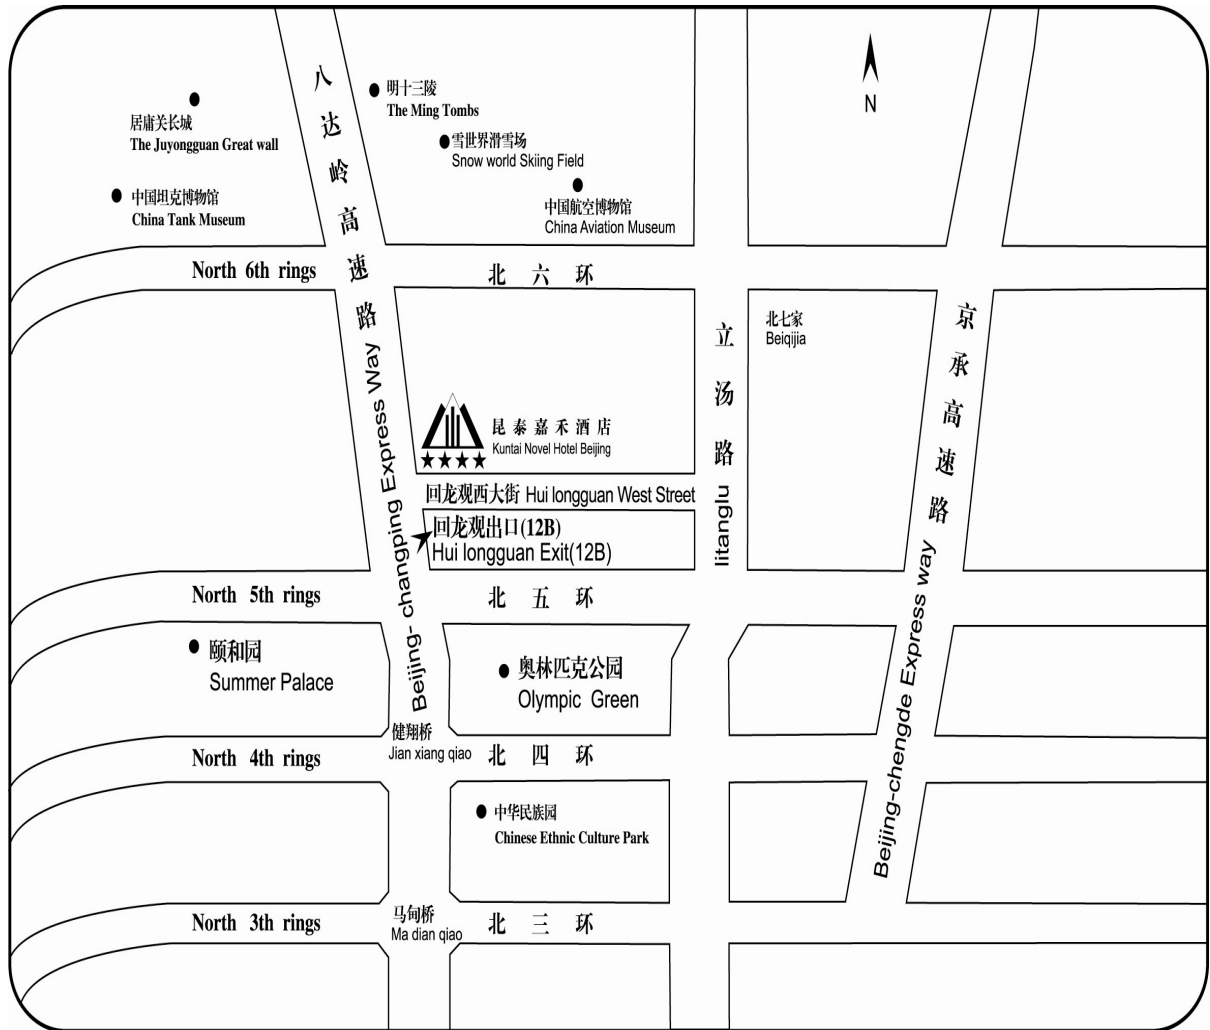 八达岭高速路
Beijing- changping Express Way
居庸关长城
The Juyongguan Great wall
中国坦克博物馆
China Tank Museum
明十三陵
The Ming Tombs
雪世界滑雪场
Snow world Skiing Field
中国航空博物馆
China Aviation Museum
N
North 6th rings
北六环
立汤路
litanglu
北七家
Beiqijia
京承高速路
Beijing-chengde Express way
昆泰嘉禾酒店
Kuntai Novel Hotel Beijing
回龙观西大街 Hui longguan West Street
回龙观出口(12B)
Hui longguan Exit(12B)
North 5th rings
北五环
颐和园
Summer Palace
奥林匹克公园
Olympic Green
健翔桥
Jian xiang qiao
North 4th rings
北四环
中华民族园
Chinese Ethnic Culture Park
马甸桥
Ma dian qiao
North 3th rings
北三环